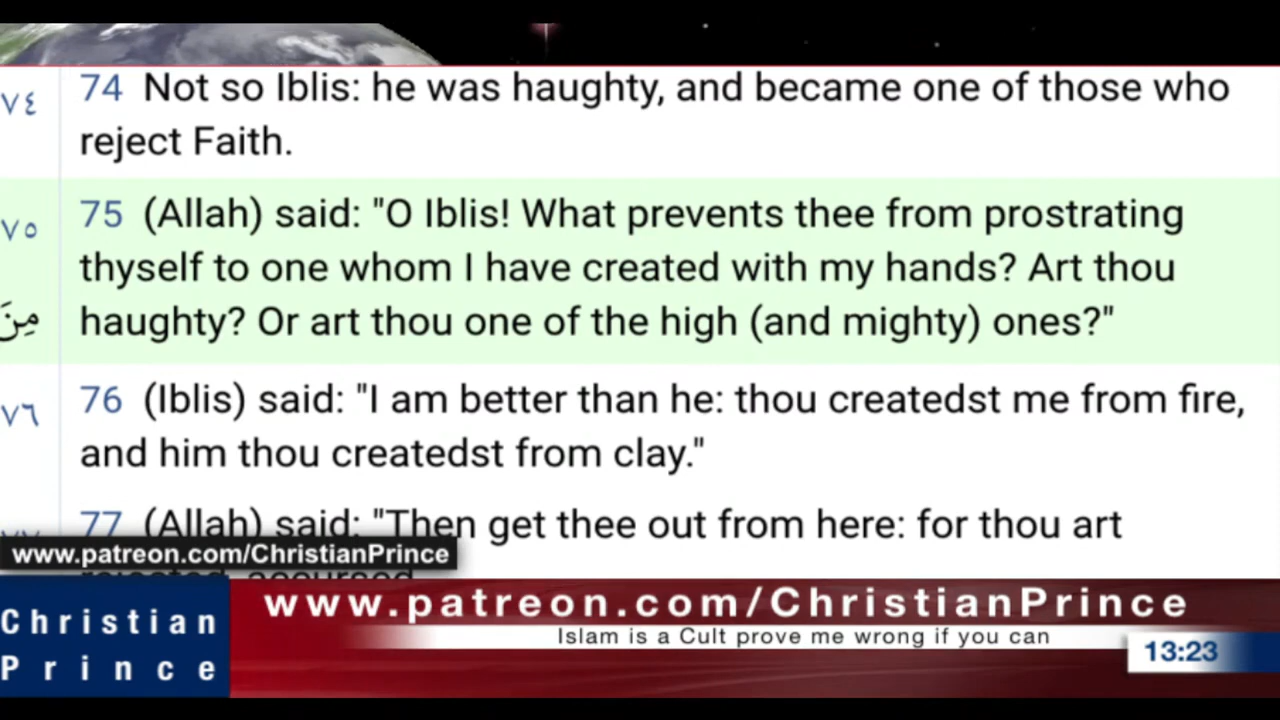 ٧٤ 74 Not so Iblis: he was haughty, and became one of those who
reject Faith.
٧٥ 75 (Allah) said: "O Iblis! What prevents thee from prostrating
thyself to one whom I have created with my hands? Art thou
مِنَ haughty? Or art thou one of the high (and mighty) ones?"
٧٦ 76 (Iblis) said: "I am better than he: thou createdst me from fire,
and him thou createdst from clay."
77 (Allah) said: "Then get thee out from here: for thou art
www.patreon.com/ChristianPrince
rejected, accursed.
www.patreon.com/ChristianPrince
Islam is a Cult prove me wrong if you can
Christian
Prince
13:23